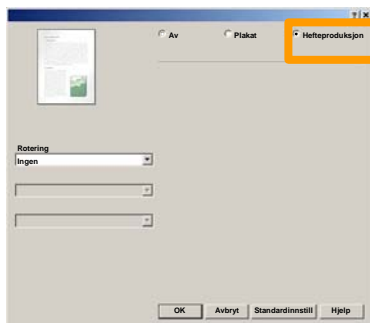 Av Plakat Hefteproduksjon
Rotering
Ingen
OK Avbryt Standardinnstill Hjelp